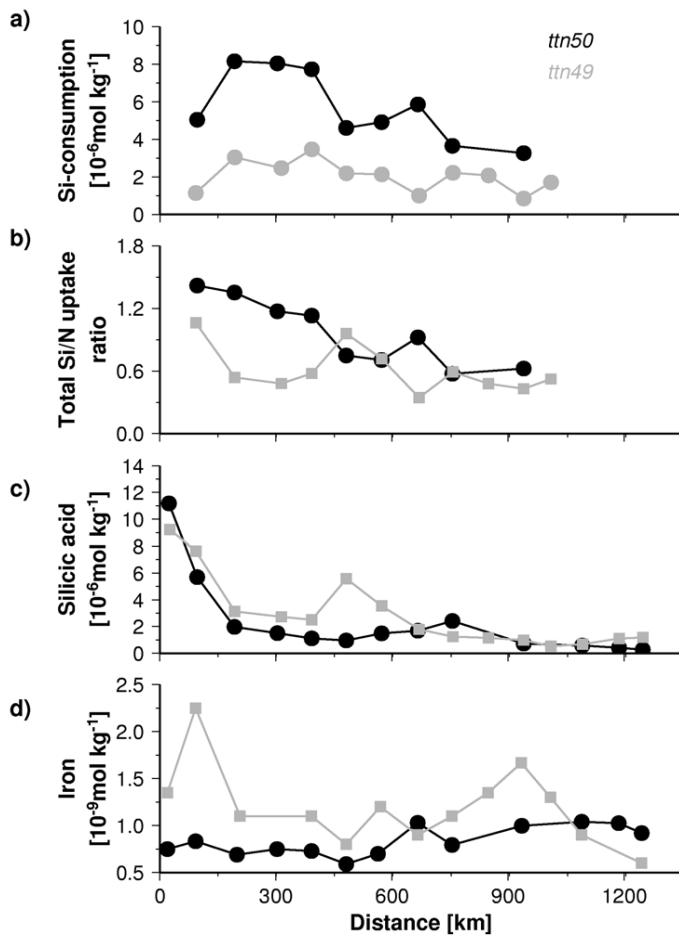 a)
Si-consumption
[10⁻⁶mol kg⁻¹]
10
8
6
4
2
0
ttn50
ttn49
b)
Total Si/N uptake
ratio
1.8
1.2
0.6
0.0
c)
Silicic acid
[10⁻⁶mol kg⁻¹]
14
12
10
8
6
4
2
0
d)
Iron
[10⁻⁹mol kg⁻¹]
2.5
2.0
1.5
1.0
0.5
0 300 600 900 1200
Distance [km]